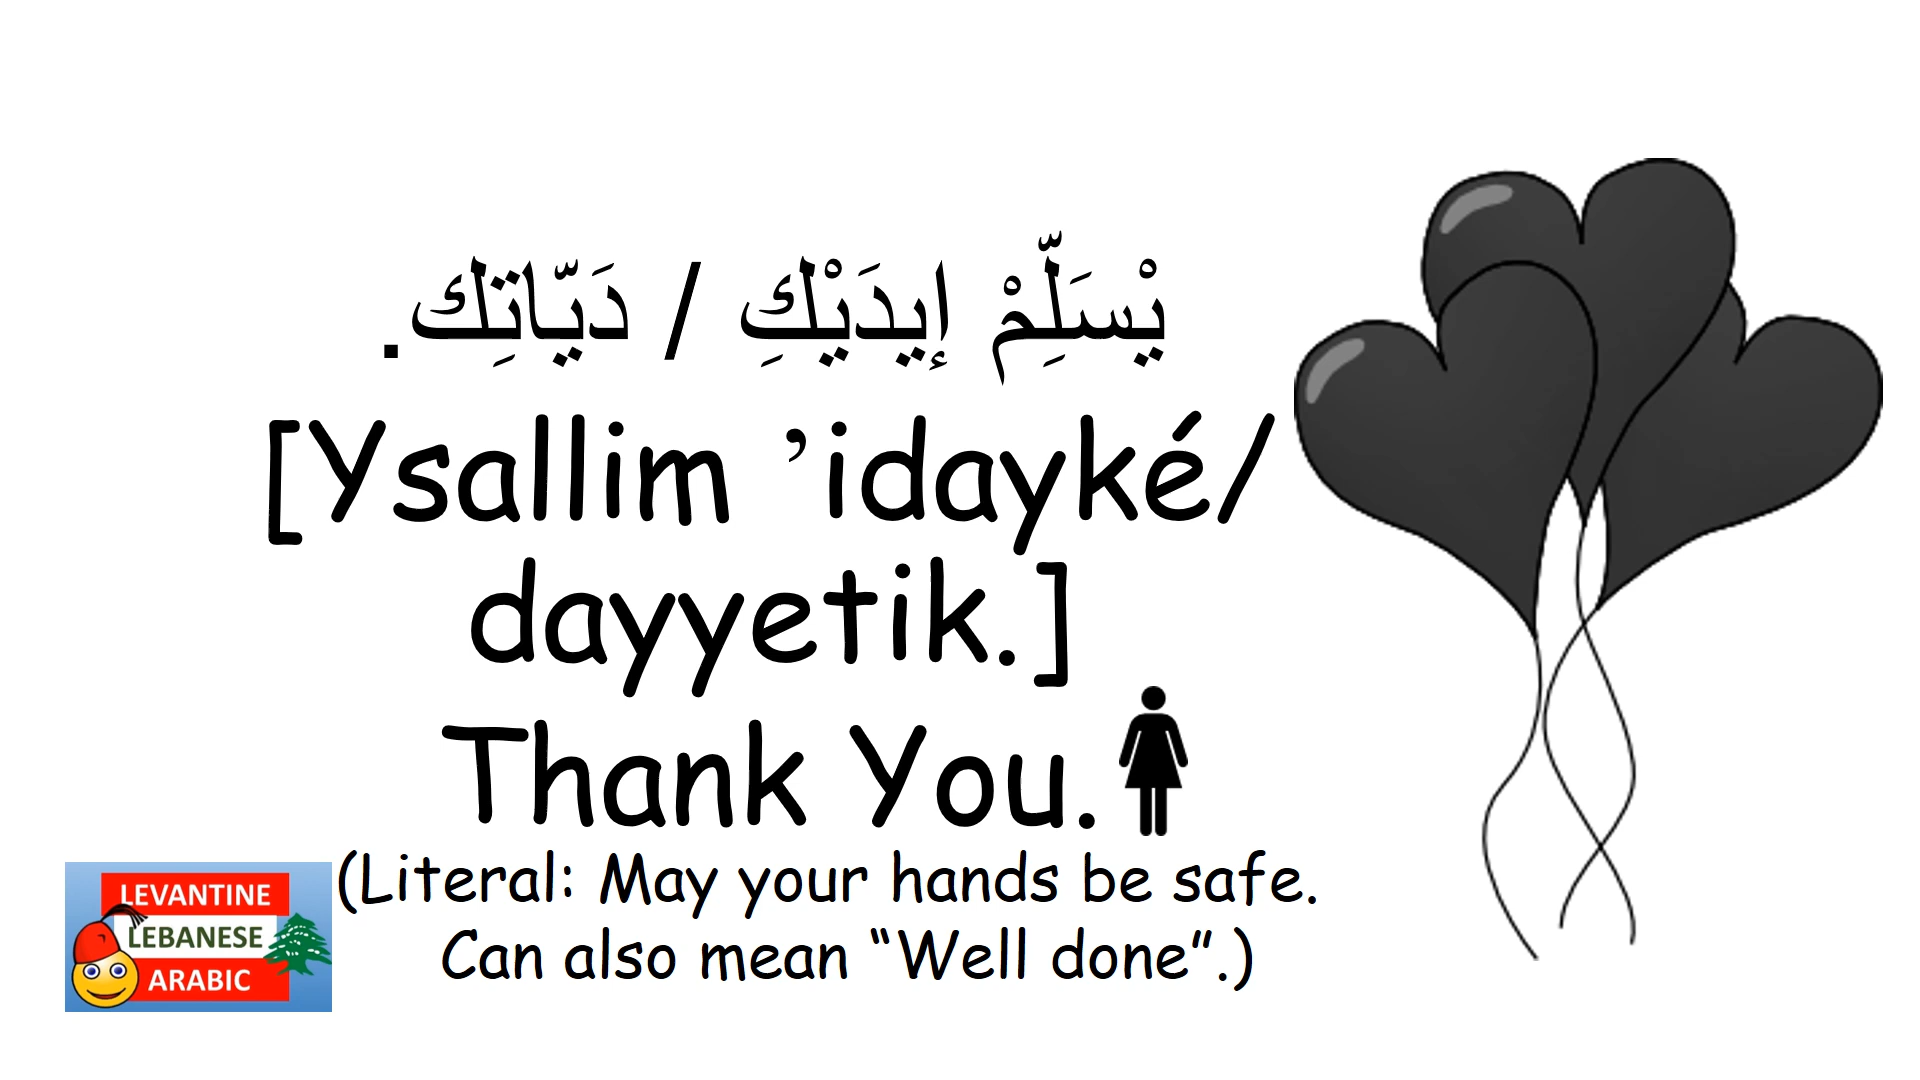 يْسَلِّمْ إيدَيْكِ / دَيّاتِك.
[Ysallim ’idayké/
dayyetik.]
Thank You.
(Literal: May your hands be safe.
Can also mean “Well done”.)
LEVANTINE
LEBANESE
ARABIC